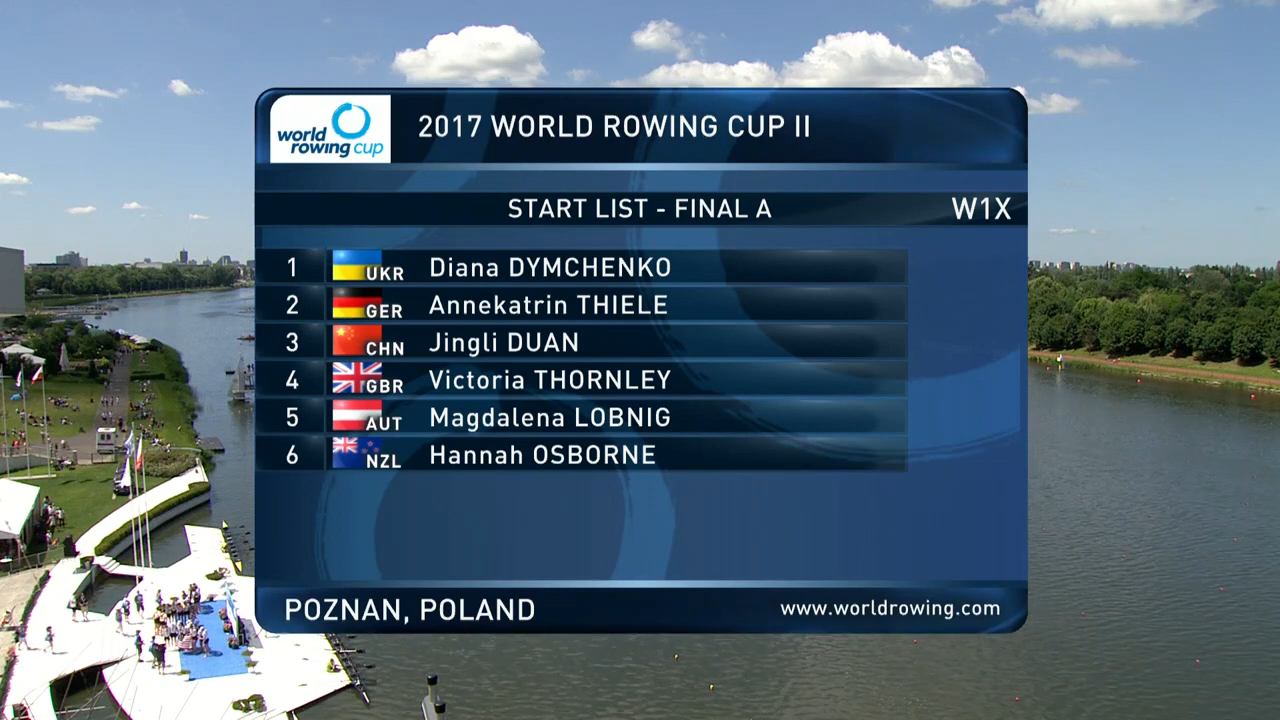 world
rowing cup
2017 WORLD ROWING CUP II
START LIST - FINAL A W1X
1 UKR Diana DYMCHENKO
2 GER Annekatrin THIELE
3 CHN Jingli DUAN
4 GBR Victoria THORNLEY
5 AUT Magdalena LOBNIG
6 NZL Hannah OSBORNE
POZNAN, POLAND www.worldrowing.com